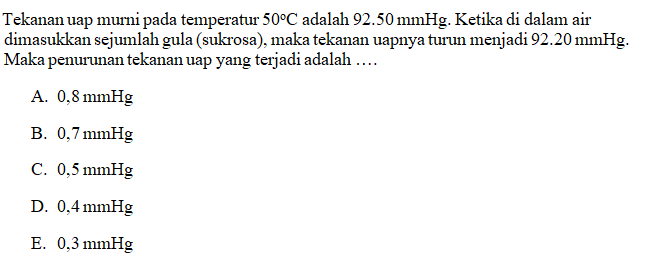 Tekanan uap murni pada temperatur 50°C adalah 92.50 mmHg. Ketika di dalam air
dimasukkan sejumlah gula (sukrosa), maka tekanan uapnya turun menjadi 92.20 mmHg.
Maka penurunan tekanan uap yang terjadi adalah ….
A. 0,8 mmHg
B. 0,7 mmHg
C. 0,5 mmHg
D. 0,4 mmHg
E. 0,3 mmHg